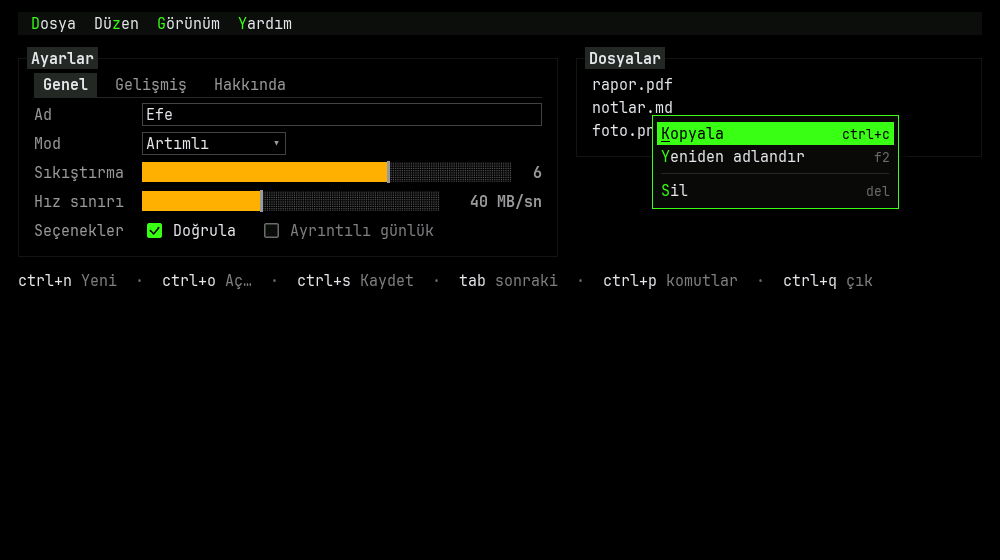 Dosya Düzen Görünüm Yardım
Ayarlar
Genel Gelişmiş Hakkında
Ad Efe
Mod Artımlı
Sıkıştırma 6
Hız sınırı 40 MB/sn
Seçenekler Doğrula Ayrıntılı günlük
Dosyalar
rapor.pdf
notlar.md
foto.pn
Kopyala ctrl+c
Yeniden adlandır f2
Sil del
ctrl+n Yeni · ctrl+o Aç… · ctrl+s Kaydet · tab sonraki · ctrl+p komutlar · ctrl+q çık